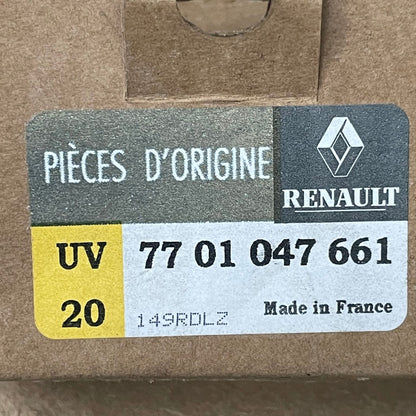 PIÈCES D'ORIGINE
RENAULT
UV 77 01 047 661
20 149RDLZ Made in France